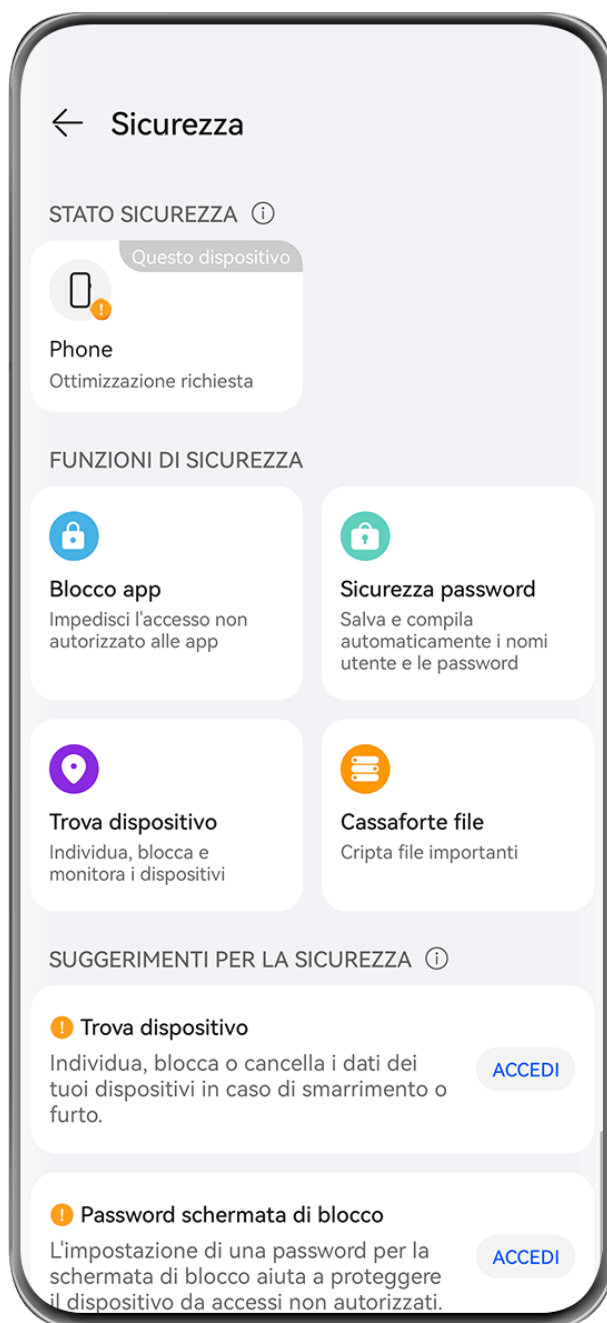 Sicurezza
STATO SICUREZZA
Questo dispositivo
Phone
Ottimizzazione richiesta
FUNZIONI DI SICUREZZA
Blocco app
Impedisci l'accesso non
autorizzato alle app
Sicurezza password
Salva e compila
automaticamente i nomi
utente e le password
Trova dispositivo
Individua, blocca e
monitora i dispositivi
Cassaforte file
Cripta file importanti
SUGGERIMENTI PER LA SICUREZZA
Trova dispositivo
Individua, blocca o cancella i dati dei
tuoi dispositivi in caso di smarrimento o
furto.
ACCEDI
Password schermata di blocco
L'impostazione di una password per la
schermata di blocco aiuta a proteggere
il dispositivo da accessi non autorizzati.
ACCEDI